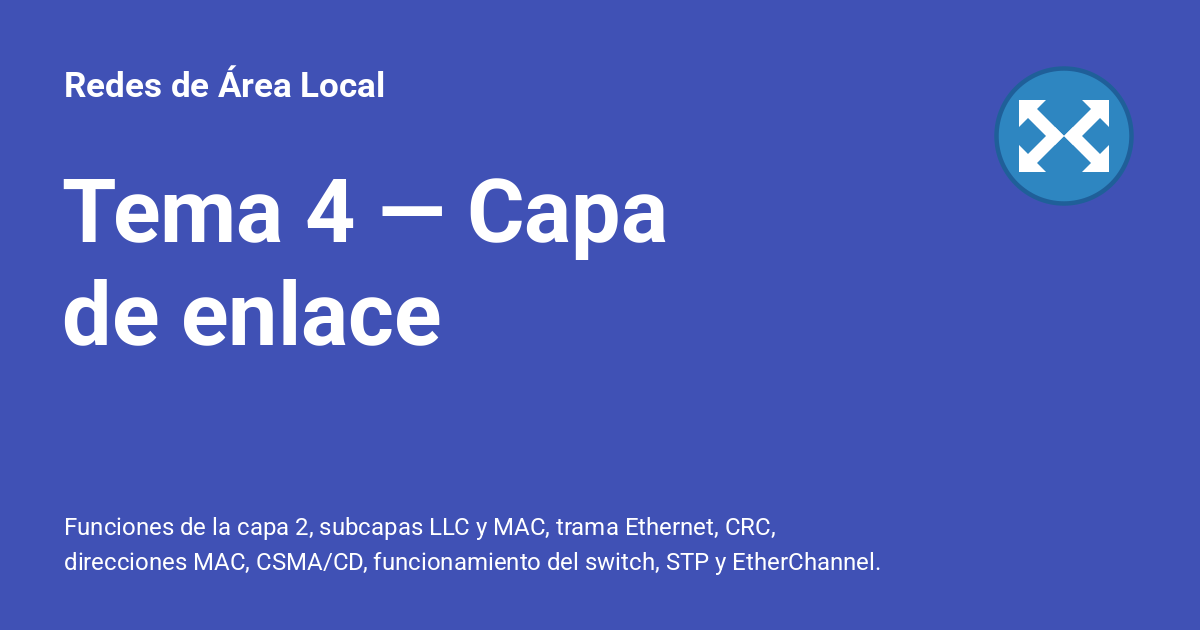 Redes de Área Local
Tema 4 — Capa
de enlace
Funciones de la capa 2, subcapas LLC y MAC, trama Ethernet, CRC,
direcciones MAC, CSMA/CD, funcionamiento del switch, STP y EtherChannel.